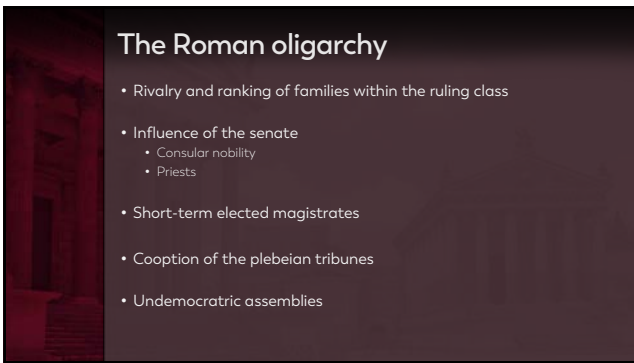 The Roman oligarchy
• Rivalry and ranking of families within the ruling class
• Influence of the senate
• Consular nobility
• Priests
• Short-term elected magistrates
• Cooption of the plebeian tribunes
• Undemocratric assemblies